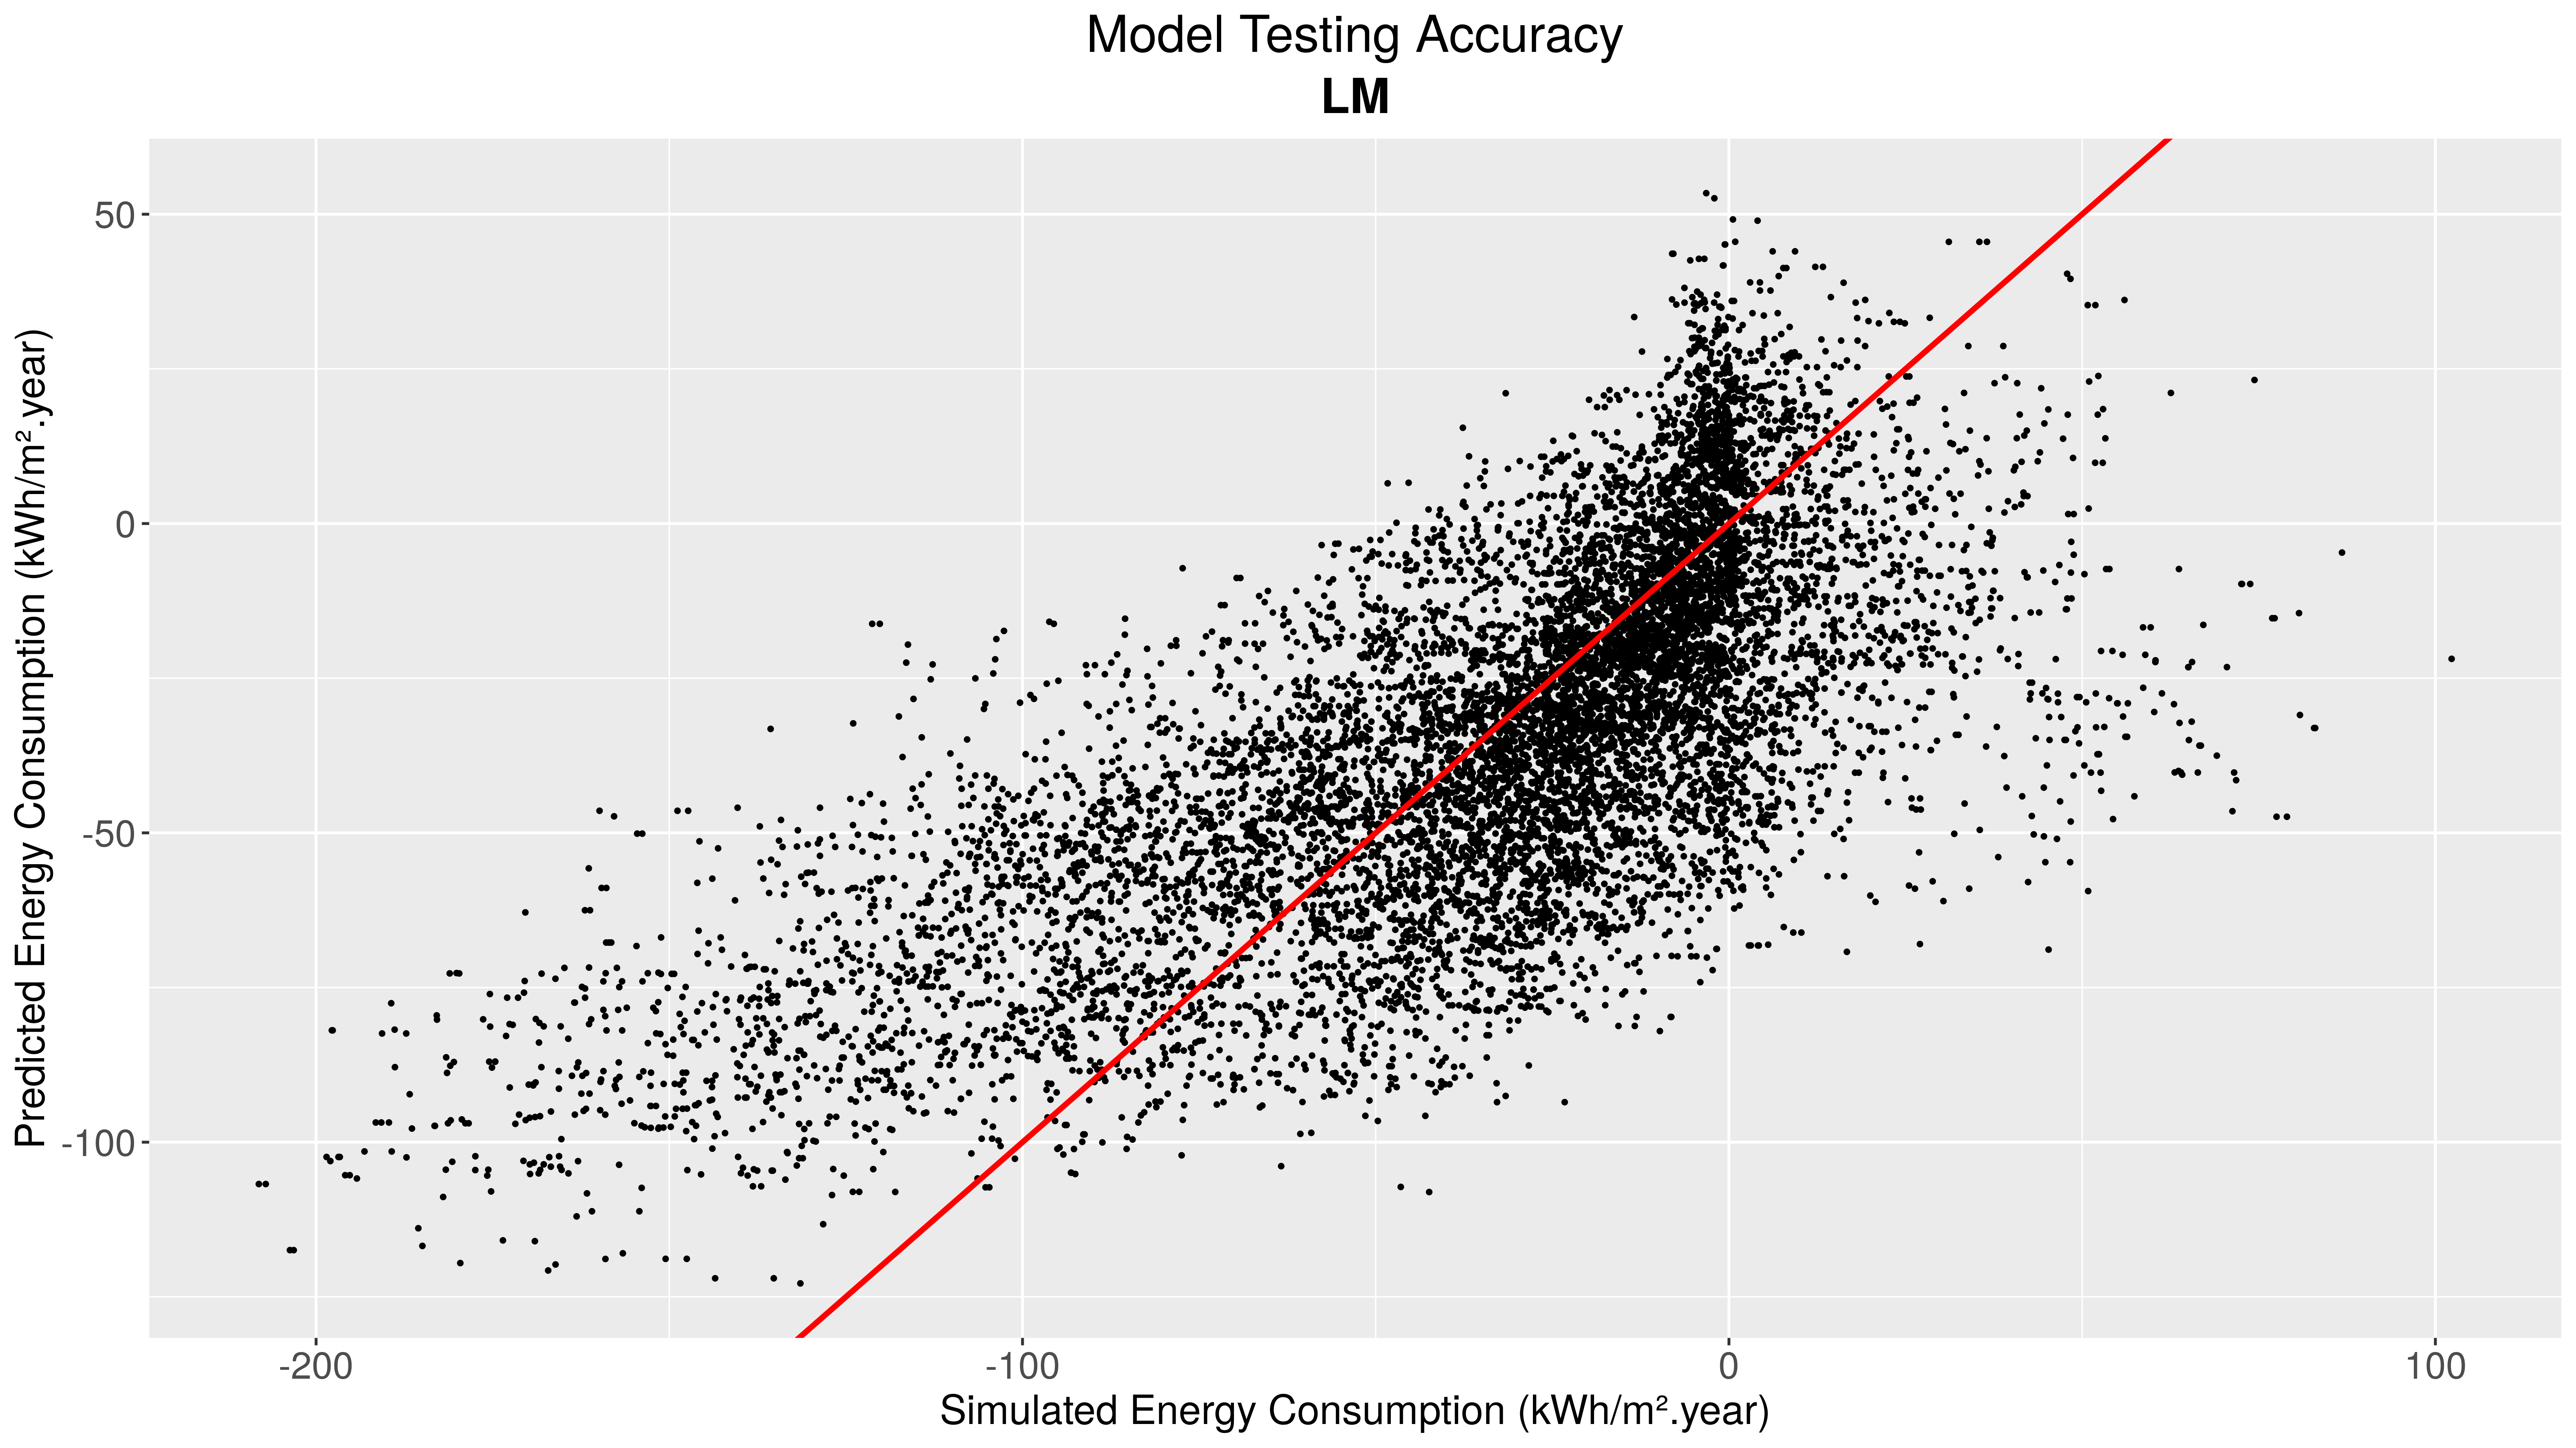 Model Testing Accuracy
LM
Predicted Energy Consumption (kWh/m².year)
50
0
-50
-100
-200
-100
0
100
Simulated Energy Consumption (kWh/m².year)